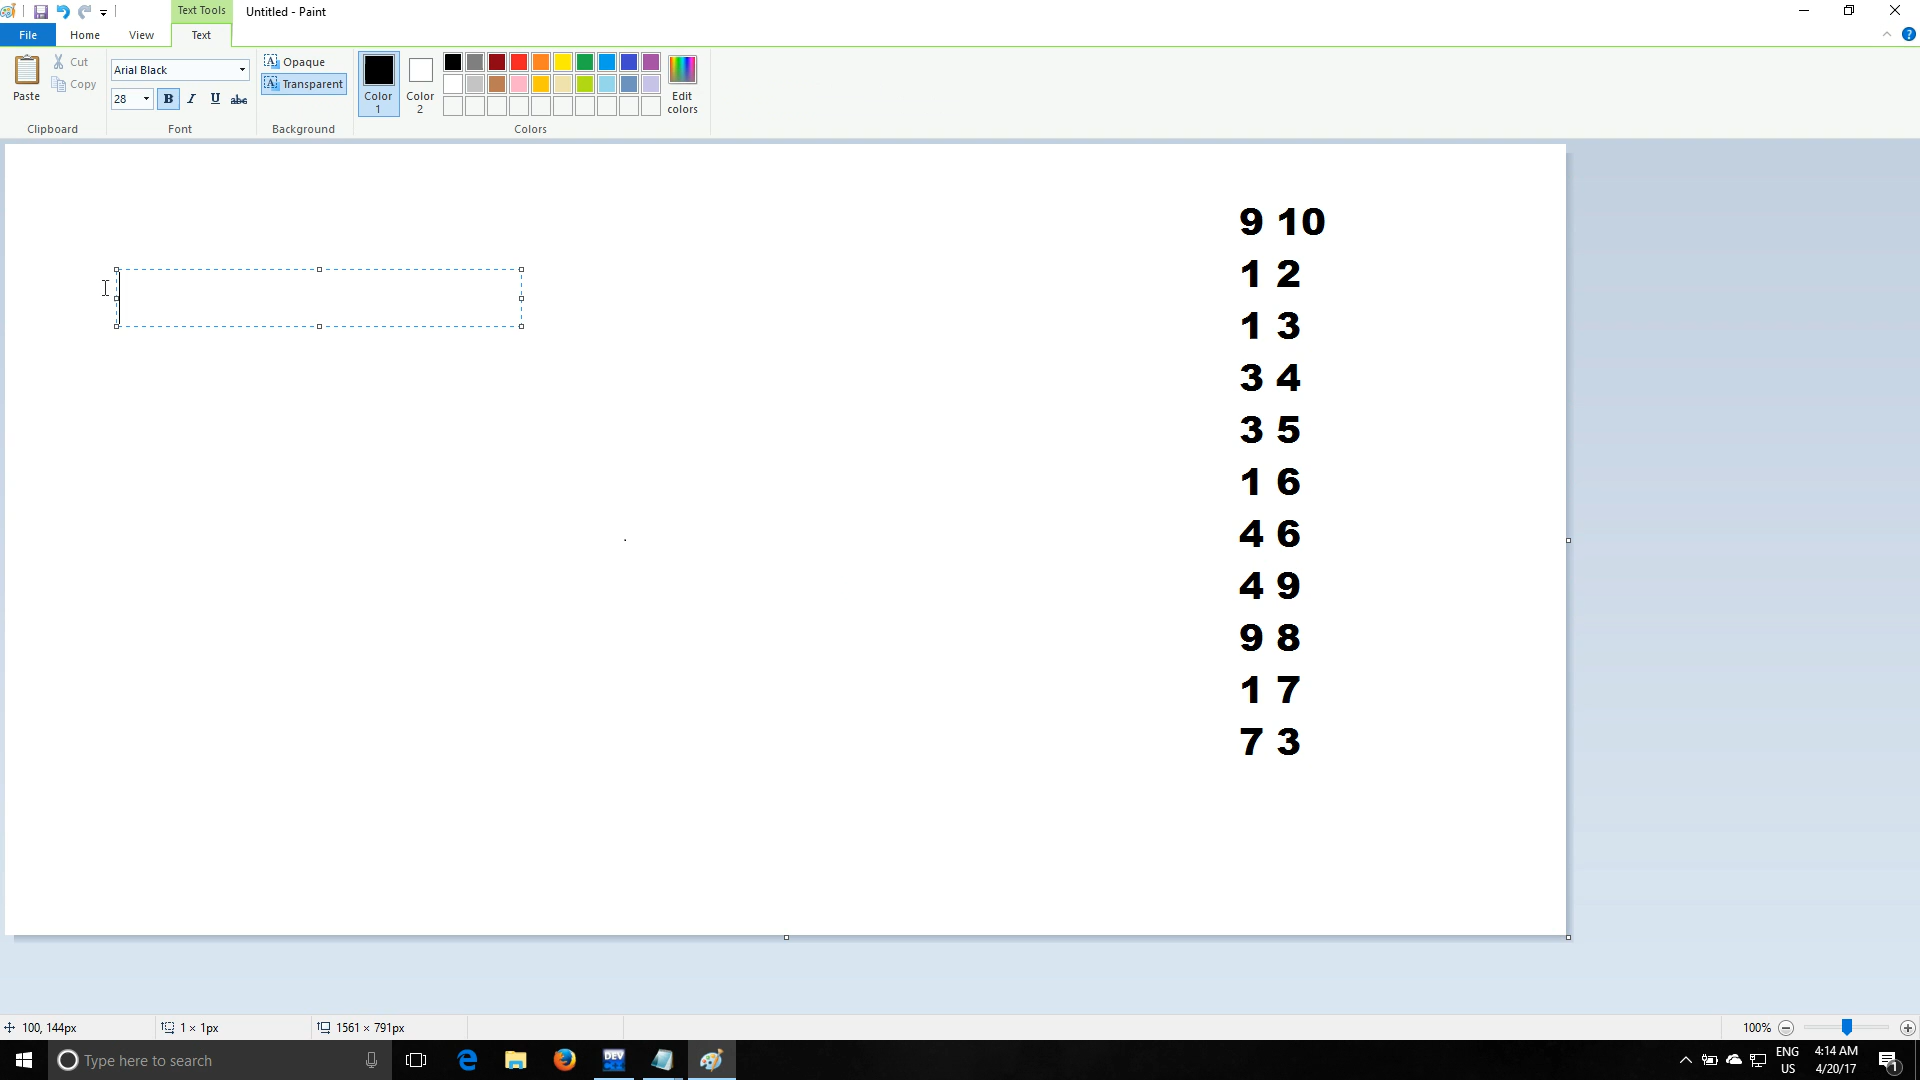 Text Tools
Untitled - Paint
File
Home
View
Text
Paste
Cut
Copy
Clipboard
Arial Black
28
B
I
U
abc
Font
Opaque
Transparent
Background
Color
1
Color
2
Edit
colors
Colors
9 10
1 2
1 3
3 4
3 5
1 6
4 6
4 9
9 8
1 7
7 3
100, 144px
1 × 1px
1561 × 791px
100%
Type here to search
DEV
ENG
US
4:14 AM
4/20/17
1